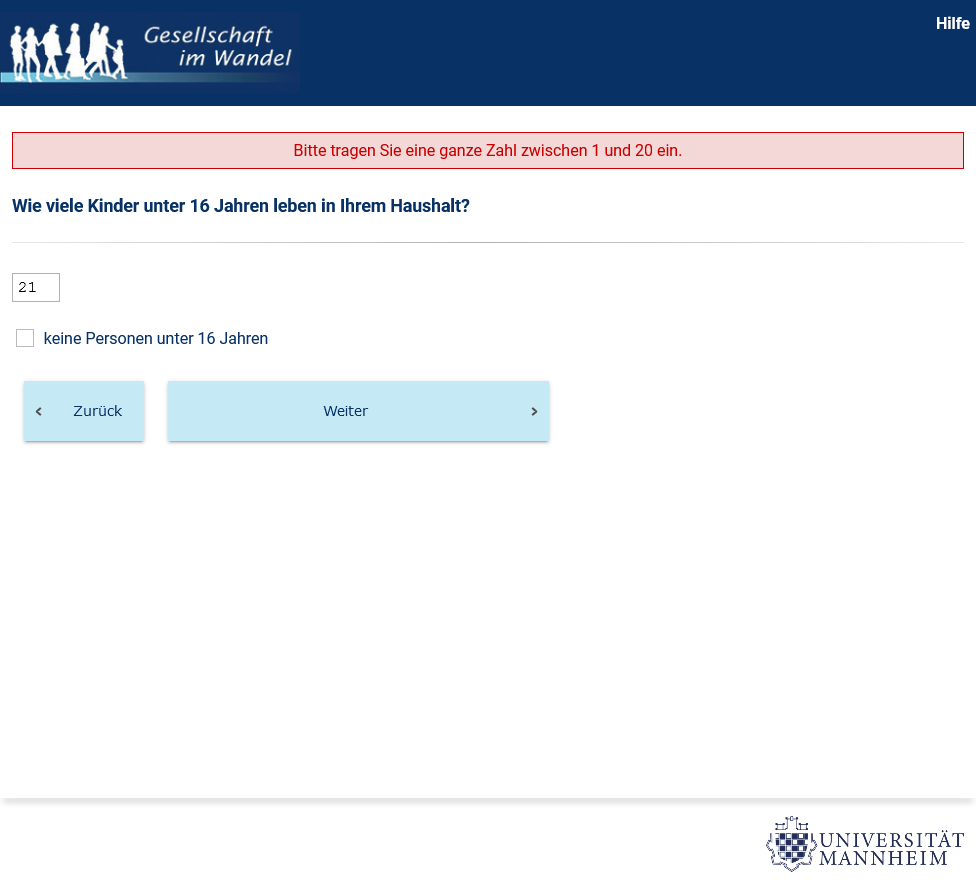 Gesellschaft
im Wandel
Hilfe
Bitte tragen Sie eine ganze Zahl zwischen 1 und 20 ein.
Wie viele Kinder unter 16 Jahren leben in Ihrem Haushalt?
21
keine Personen unter 16 Jahren
Zurück
Weiter
UNIVERSITÄT
MANNHEIM